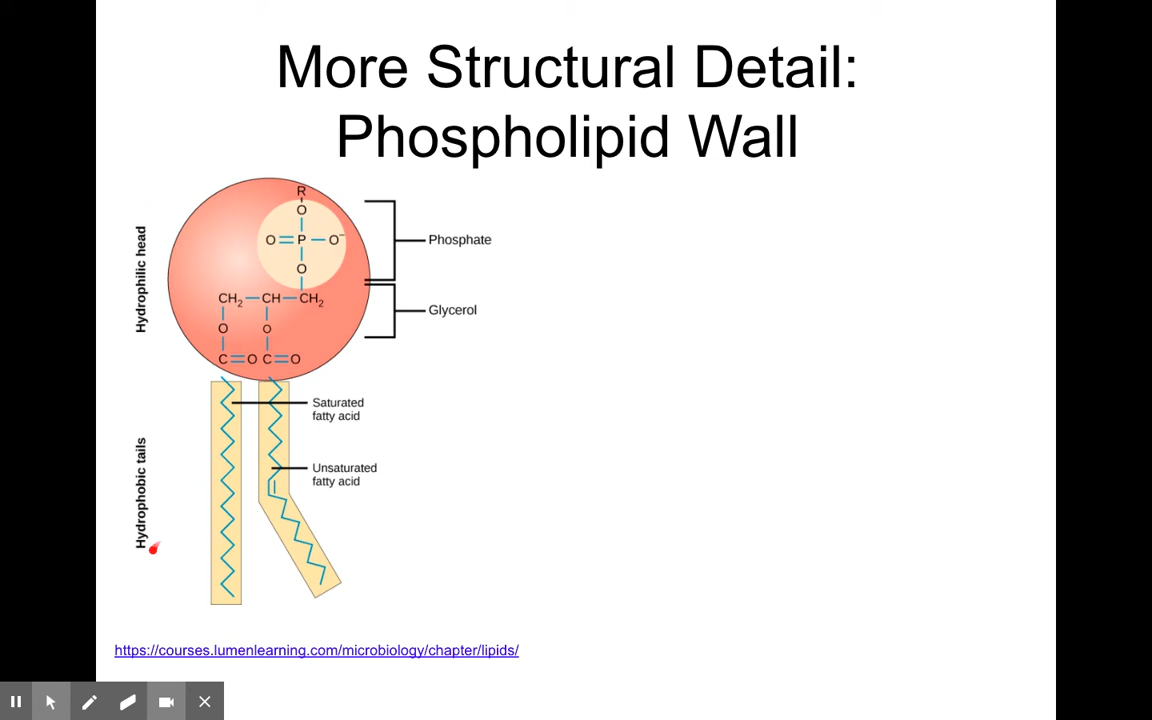 More Structural Detail:
Phospholipid Wall
Hydrophilic head
R
O
O=P—O⁻
O
CH₂—CH—CH₂
O O
C=O C=O
Phosphate
Glycerol
Hydrophobic tails
Saturated
fatty acid
Unsaturated
fatty acid
https://courses.lumenlearning.com/microbiology/chapter/lipids/